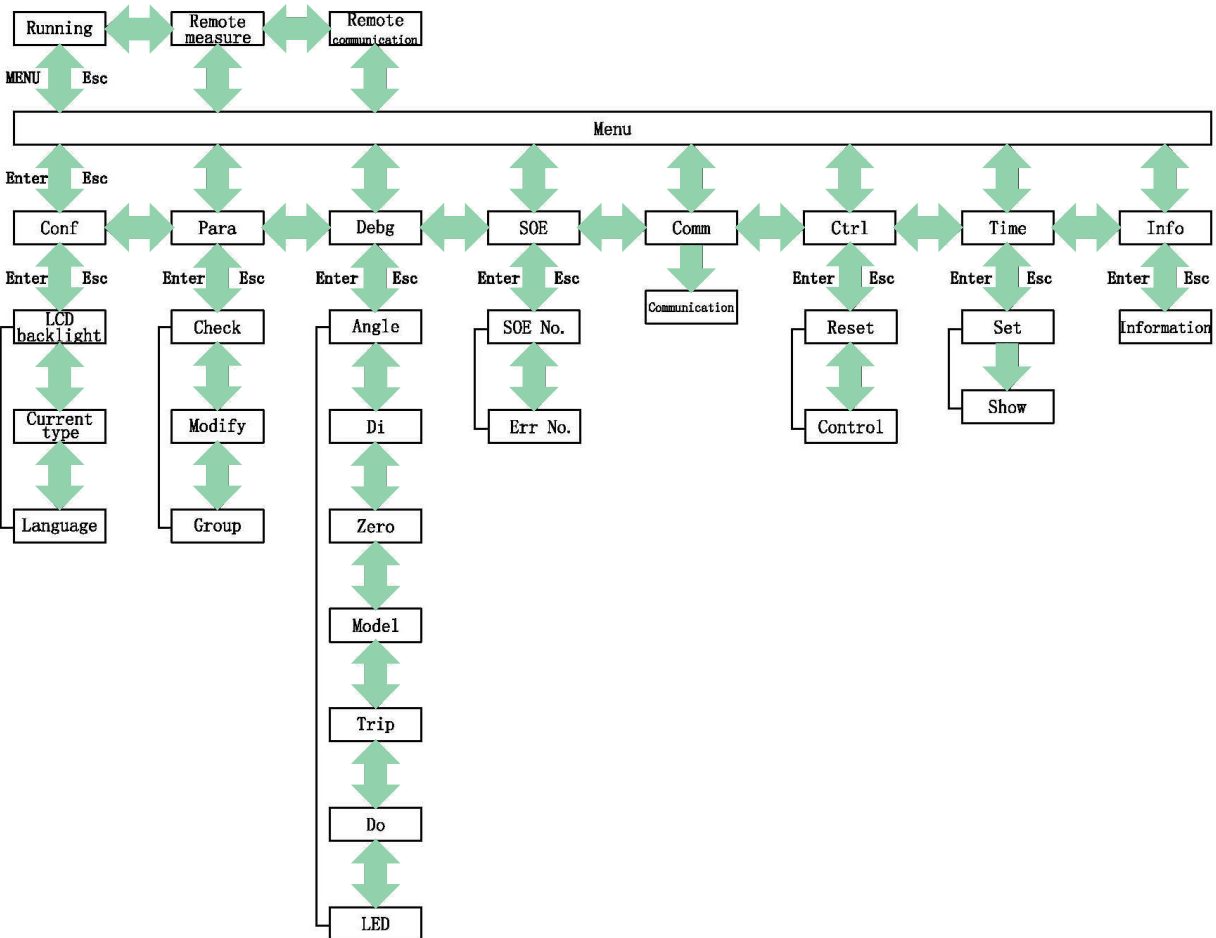 Running
Remote
measure
Remote
communication
MENU Esc
Menu
Enter Esc
Conf
Para
Debg
SOE
Comm
Ctrl
Time
Info
Enter Esc
Enter Esc
Enter Esc
Enter Esc
Enter Esc
Enter Esc
Enter Esc
LCD
backlight
Check
Angle
SOE No.
Communication
Reset
Set
Information
Current
type
Modify
Di
Err No.
Control
Show
Language
Group
Zero
Model
Trip
Do
LED